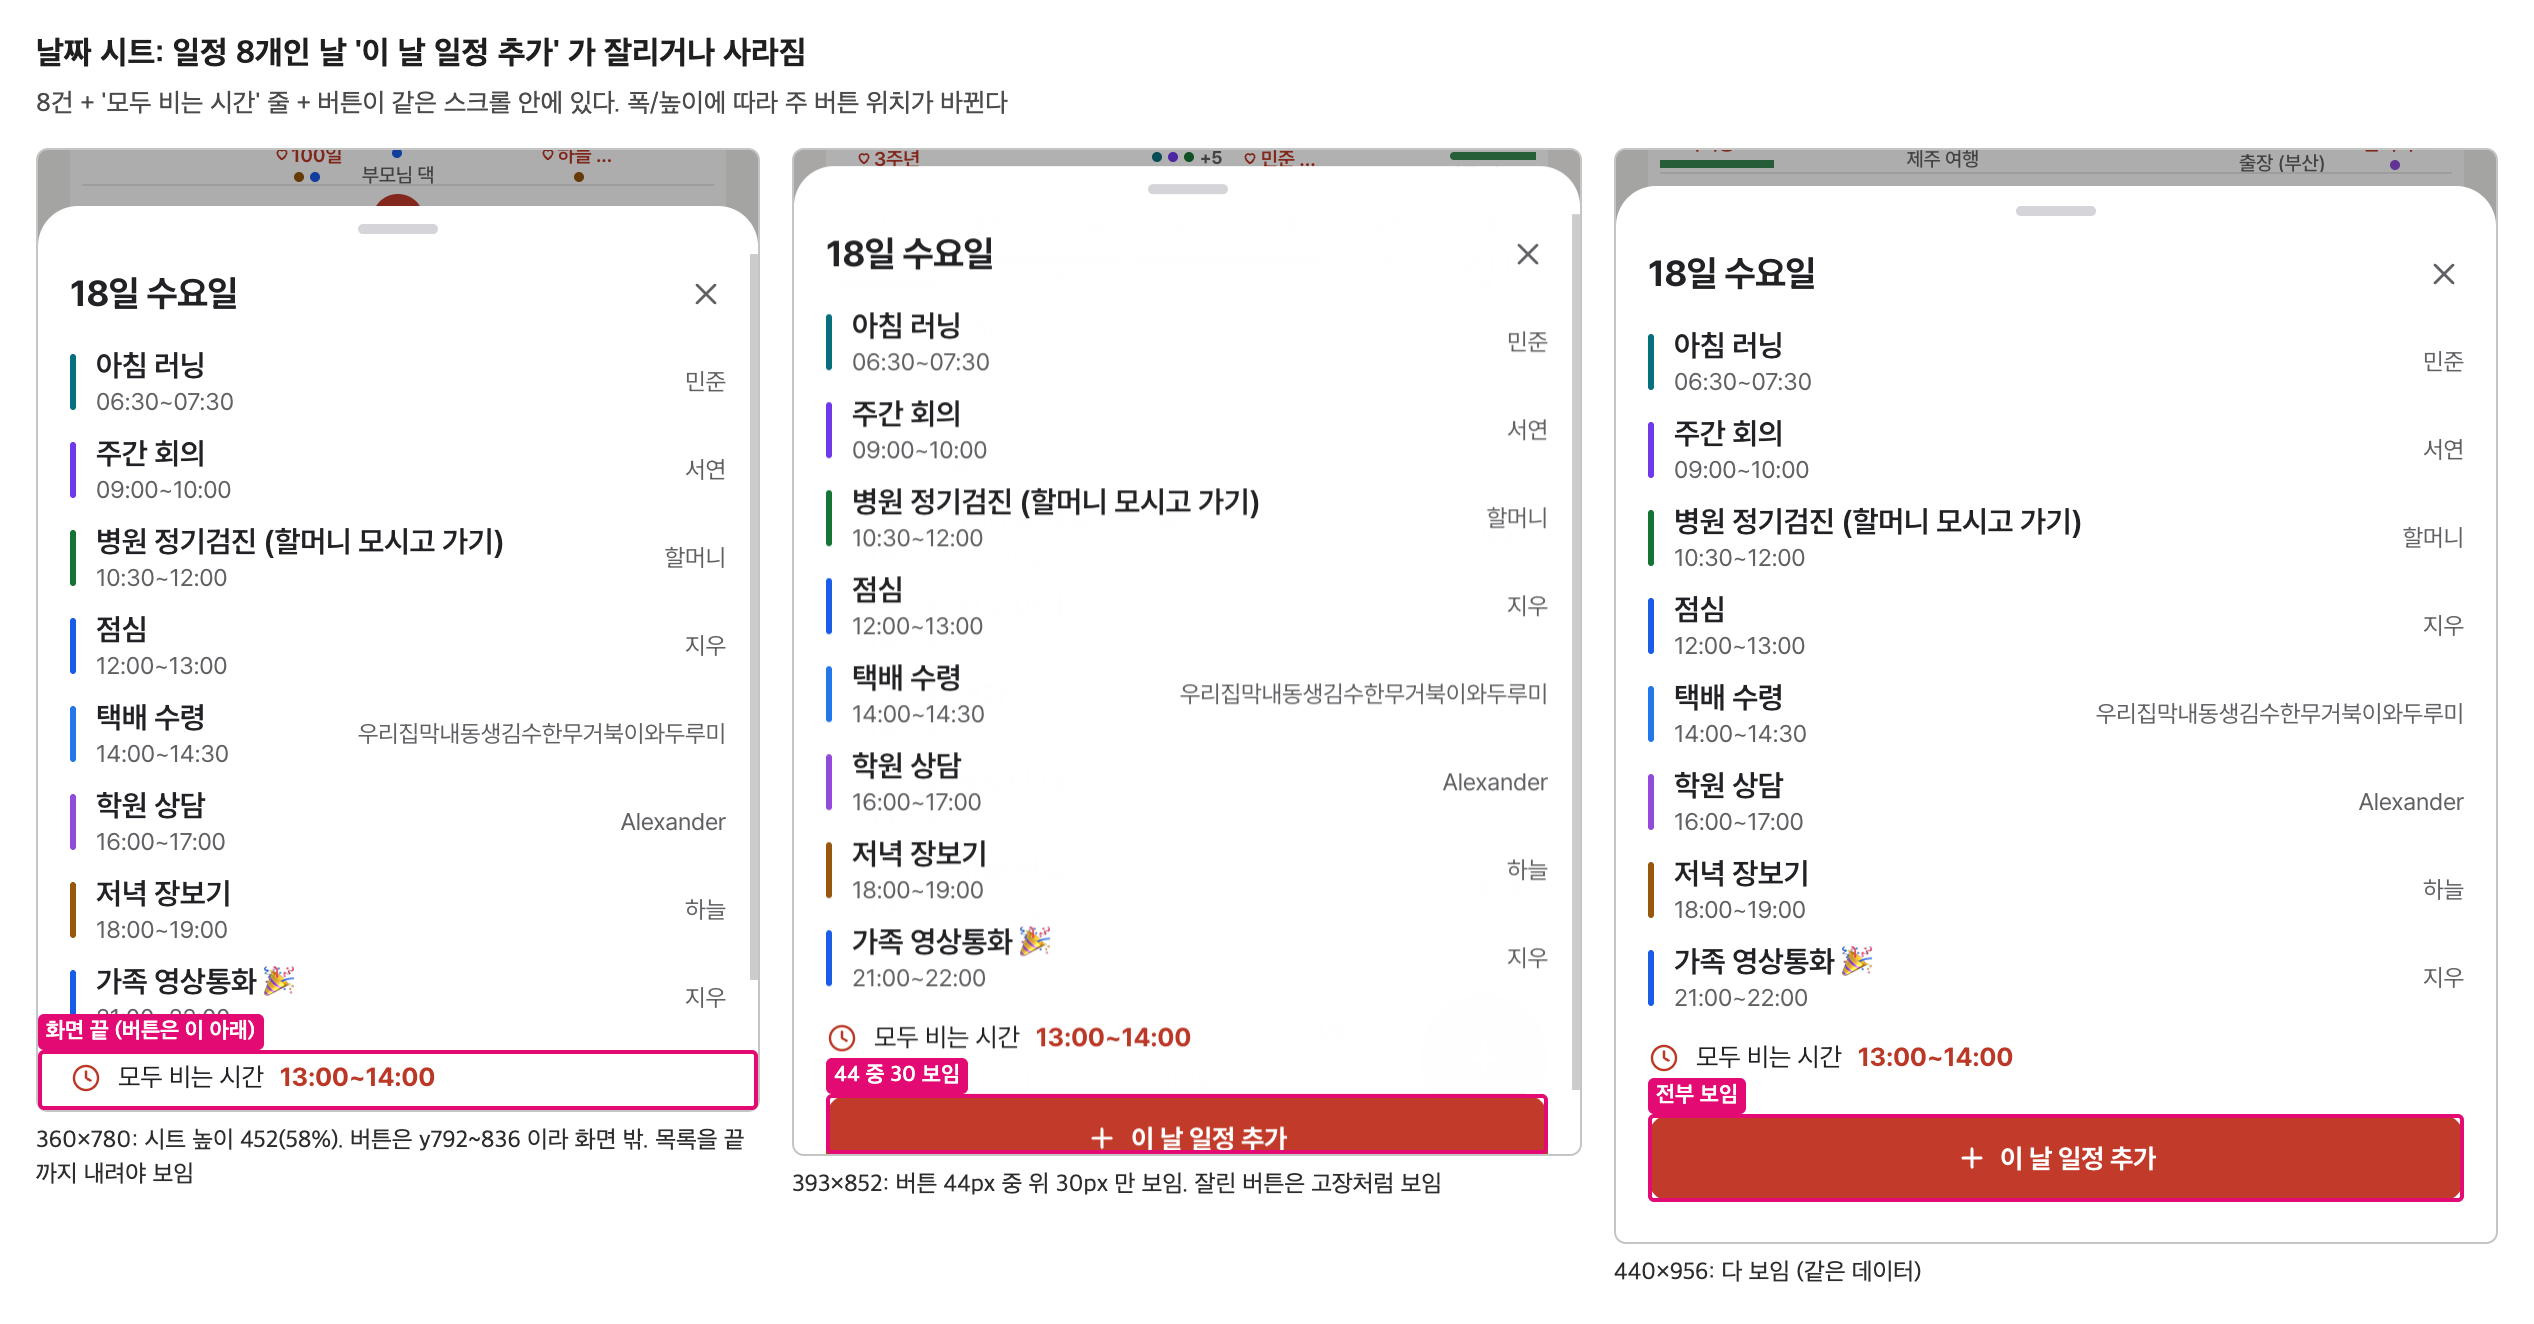 날짜 시트: 일정 8개인 날 '이 날 일정 추가' 가 잘리거나 사라짐
8건 + '모두 비는 시간' 줄 + 버튼이 같은 스크롤 안에 있다. 폭/높이에 따라 주 버튼 위치가 바뀐다
♡100일
♡하늘 ...
부모님 댁
18일 수요일
아침 러닝
06:30~07:30
민준
주간 회의
09:00~10:00
서연
병원 정기검진 (할머니 모시고 가기)
10:30~12:00
할머니
점심
12:00~13:00
지우
택배 수령
14:00~14:30
우리집막내동생김수한무거북이와두루미
학원 상담
16:00~17:00
Alexander
저녁 장보기
18:00~19:00
하늘
가족 영상통화 🎉
지우
화면 끝 (버튼은 이 아래)
모두 비는 시간 13:00~14:00
360×780: 시트 높이 452(58%). 버튼은 y792~836 이라 화면 밖. 목록을 끝
까지 내려야 보임
♡3주년
+5
♡민준 ...
18일 수요일
아침 러닝
06:30~07:30
민준
주간 회의
09:00~10:00
서연
병원 정기검진 (할머니 모시고 가기)
10:30~12:00
할머니
점심
12:00~13:00
지우
택배 수령
14:00~14:30
우리집막내동생김수한무거북이와두루미
학원 상담
16:00~17:00
Alexander
저녁 장보기
18:00~19:00
하늘
가족 영상통화 🎉
21:00~22:00
지우
모두 비는 시간 13:00~14:00
44 중 30 보임
+ 이 날 일정 추가
393×852: 버튼 44px 중 위 30px 만 보임. 잘린 버튼은 고장처럼 보임
제주 여행
출장 (부산)
18일 수요일
아침 러닝
06:30~07:30
민준
주간 회의
09:00~10:00
서연
병원 정기검진 (할머니 모시고 가기)
10:30~12:00
할머니
점심
12:00~13:00
지우
택배 수령
14:00~14:30
우리집막내동생김수한무거북이와두루미
학원 상담
16:00~17:00
Alexander
저녁 장보기
18:00~19:00
하늘
가족 영상통화 🎉
21:00~22:00
지우
모두 비는 시간 13:00~14:00
전부 보임
+ 이 날 일정 추가
440×956: 다 보임 (같은 데이터)